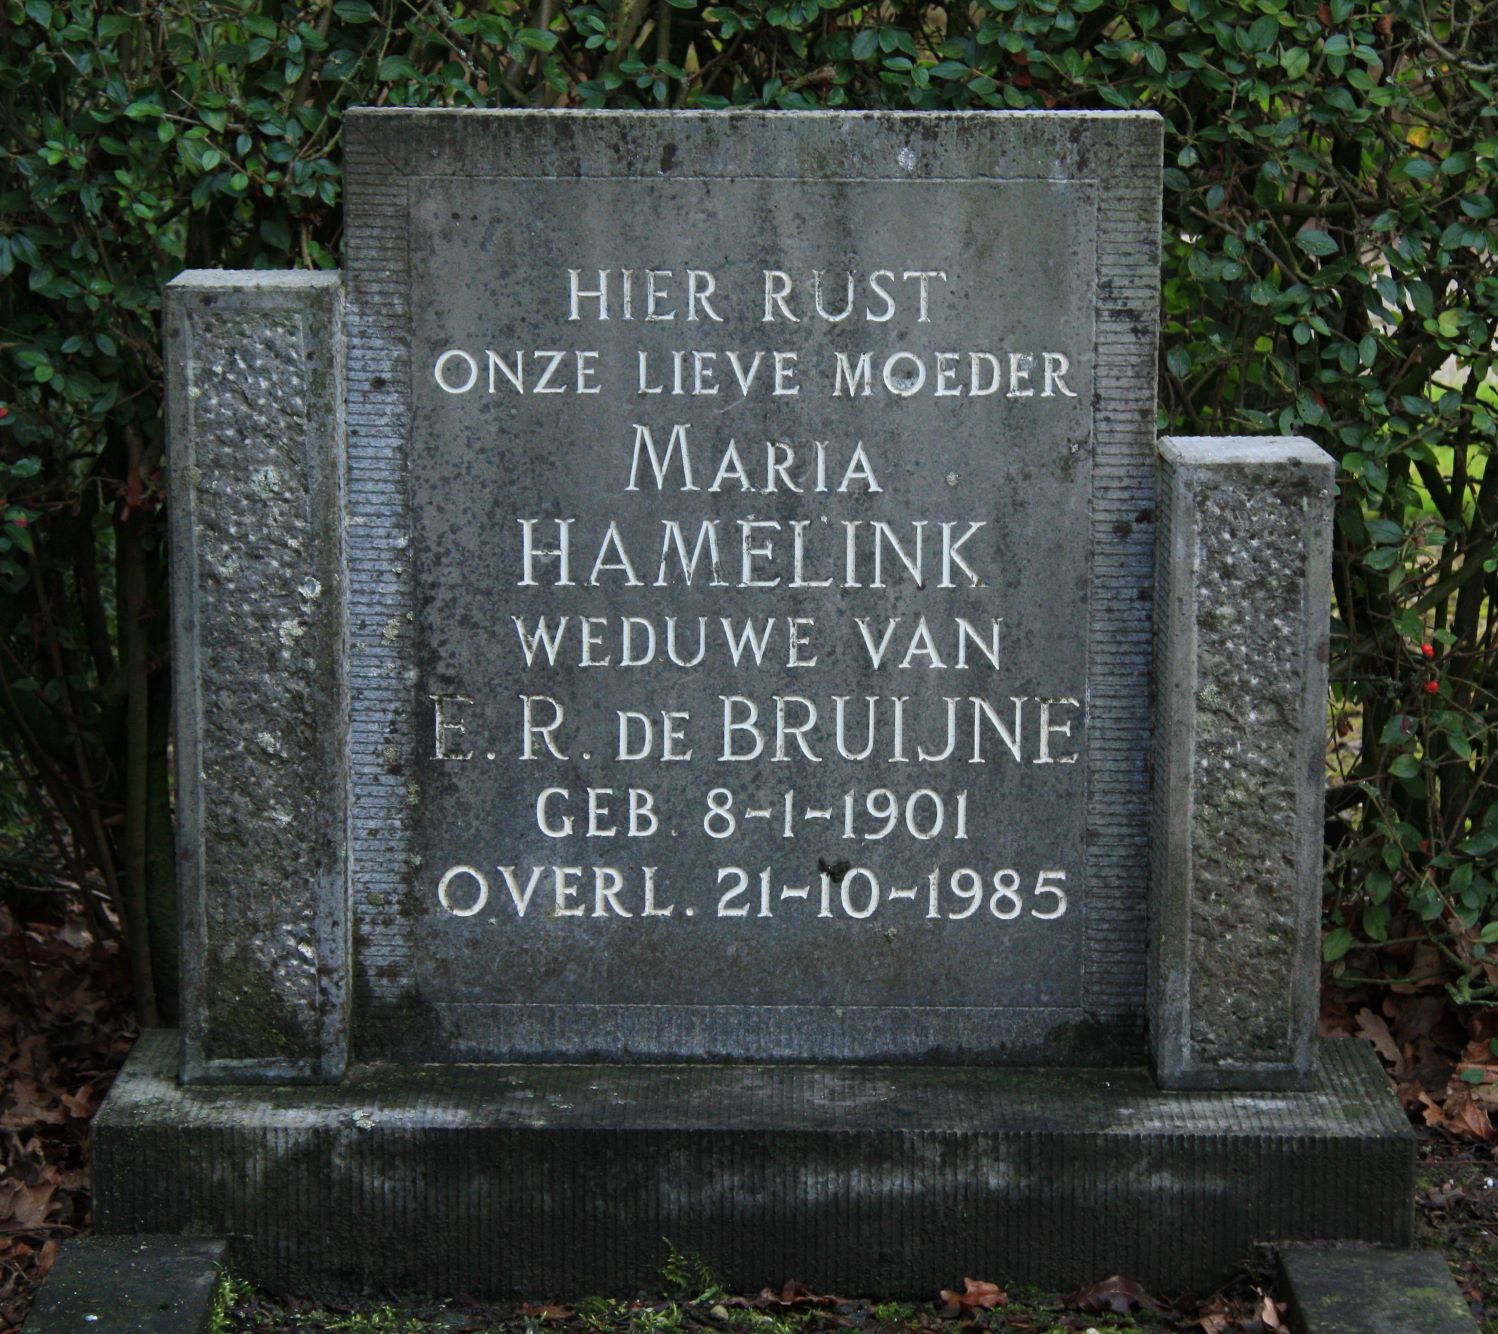 HIER RUST
ONZE LIEVE MOEDER
MARIA
HAMELINK
WEDUWE VAN
E. R. DE BRUIJNE
GEB. 8-1-1901
OVERL. 21-10-1985